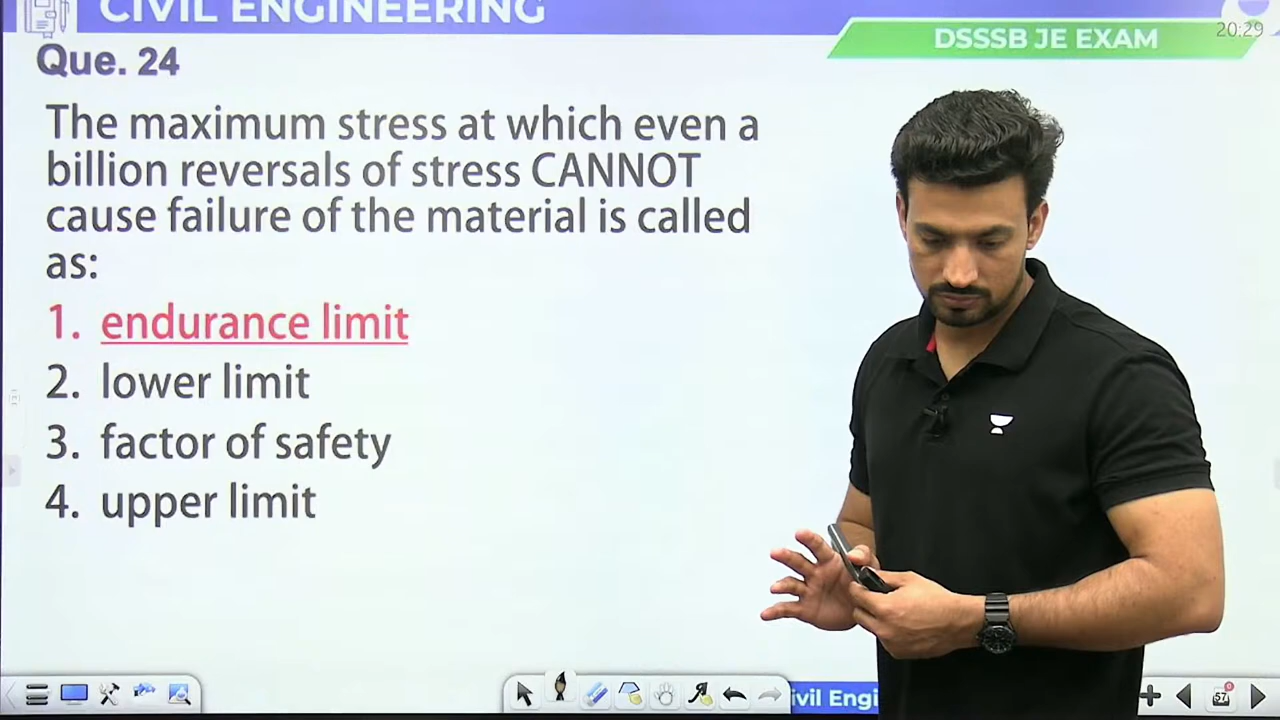 CIVIL ENGINEERING
20:29
DSSSB JE EXAM
Que. 24
The maximum stress at which even a
billion reversals of stress CANNOT
cause failure of the material is called
as:
1. endurance limit
2. lower limit
3. factor of safety
4. upper limit
ivil Engi
57